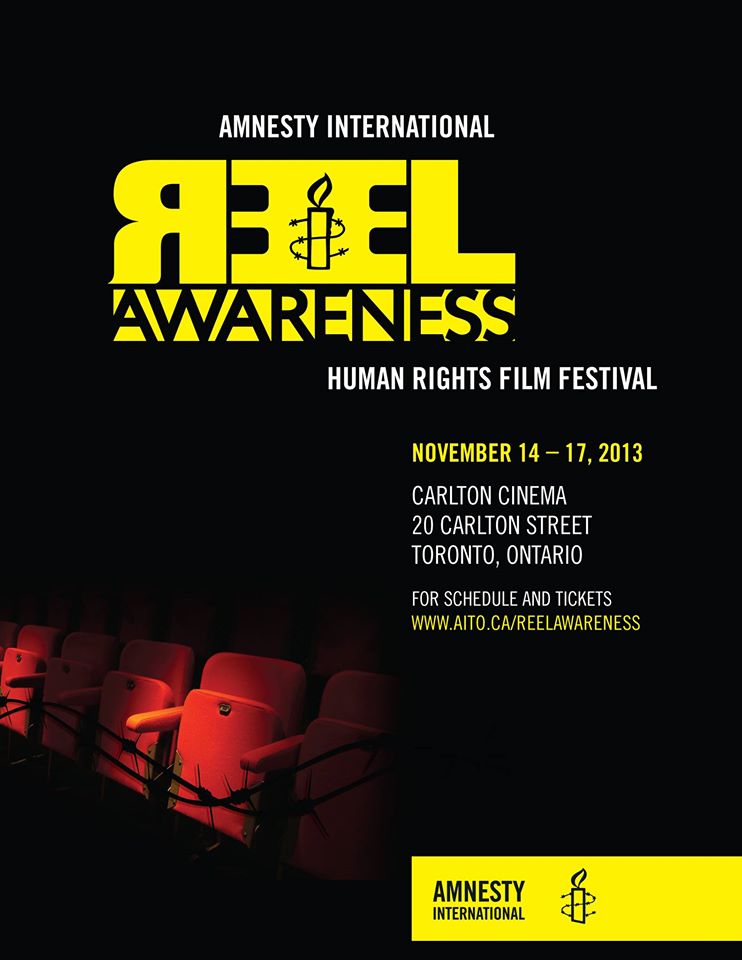 AMNESTY INTERNATIONAL
REEL
AWARENESS
HUMAN RIGHTS FILM FESTIVAL
NOVEMBER 14 – 17, 2013
CARLTON CINEMA
20 CARLTON STREET
TORONTO, ONTARIO
FOR SCHEDULE AND TICKETS
WWW.AITO.CA/REELAWARENESS
AMNESTY
INTERNATIONAL